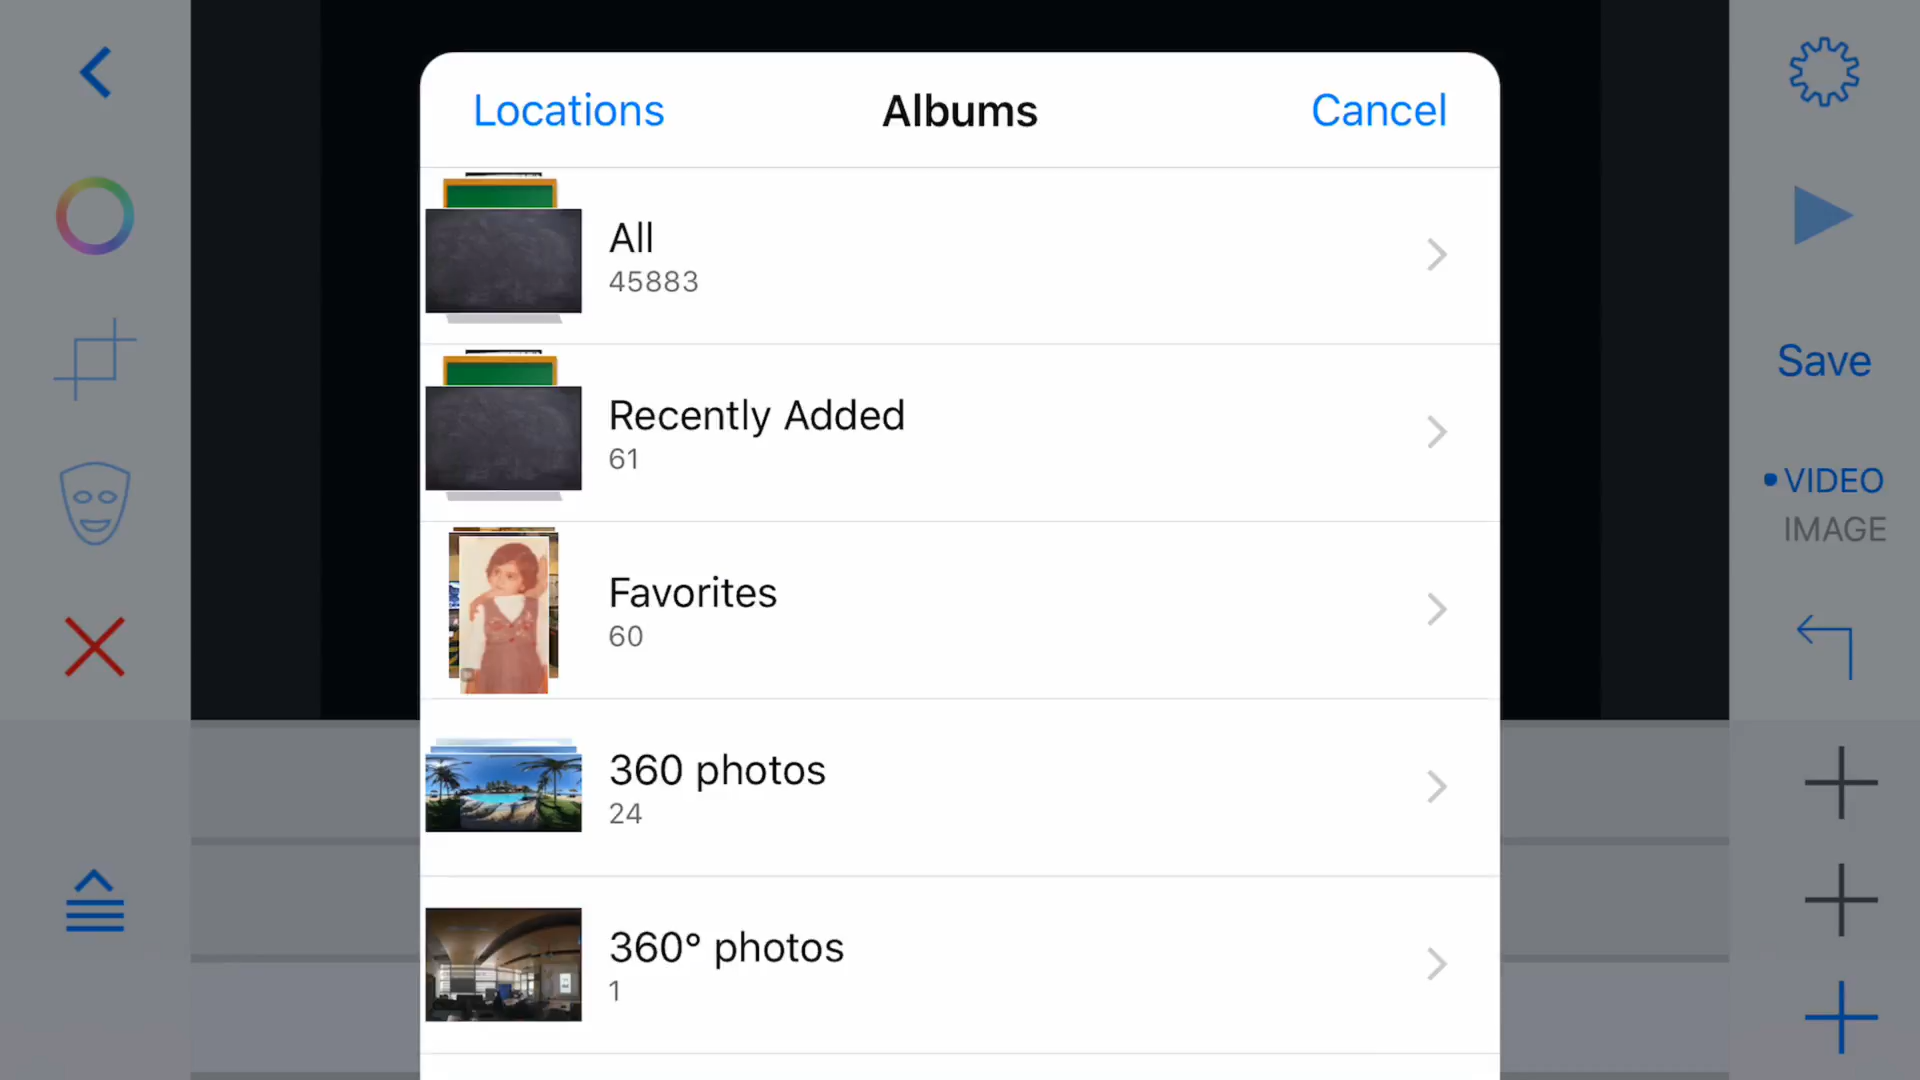 Locations
Albums
Cancel
All
45883
Recently Added
61
Favorites
60
360 photos
24
360° photos
1
Save
VIDEO
IMAGE